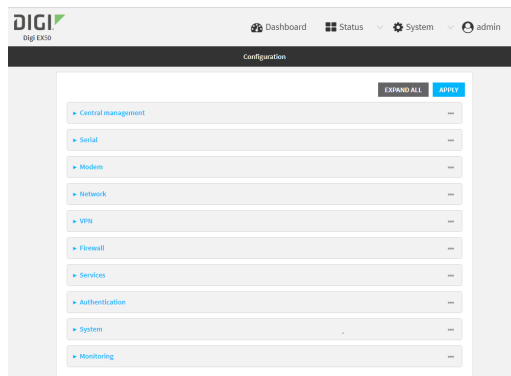 DIGI
Digi EX50
Dashboard Status System admin
Configuration
EXPAND ALL APPLY
Central management
Serial
Modem
Network
VPN
Firewall
Services
Authentication
System
Monitoring